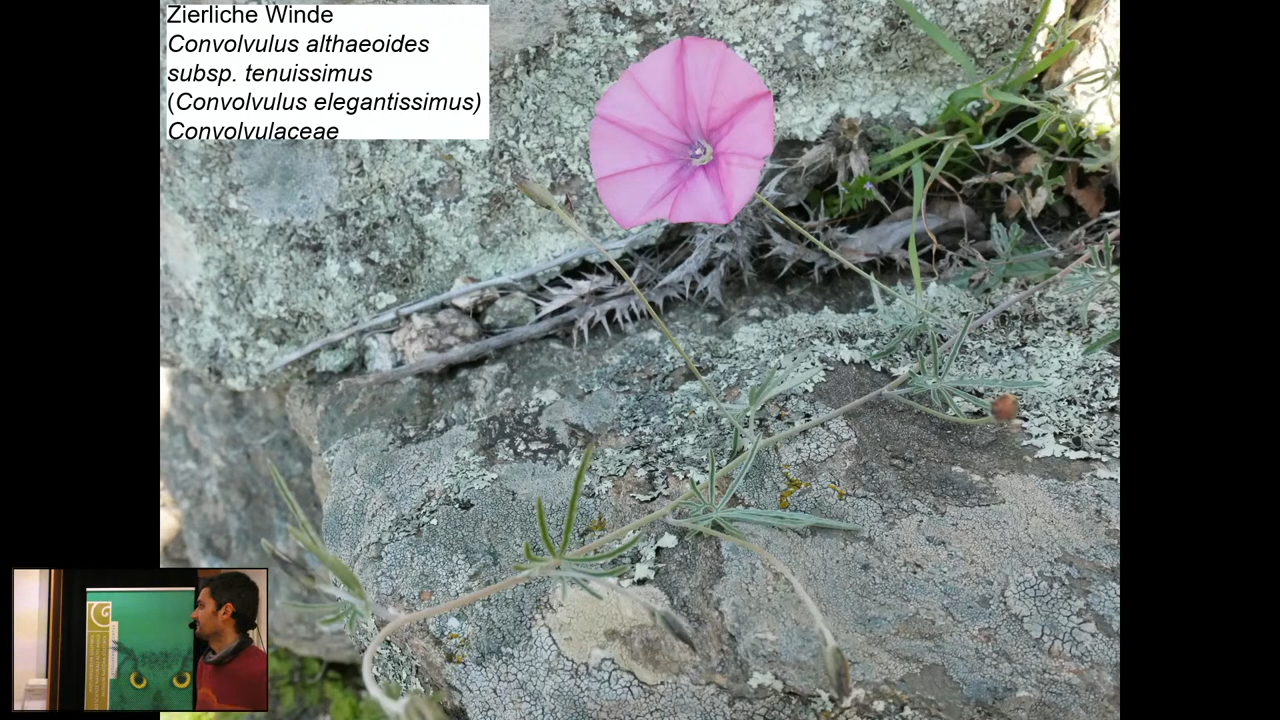 Zierliche Winde
Convolvulus althaeoides
subsp. tenuissimus
(Convolvulus elegantissimus)
Convolvulaceae